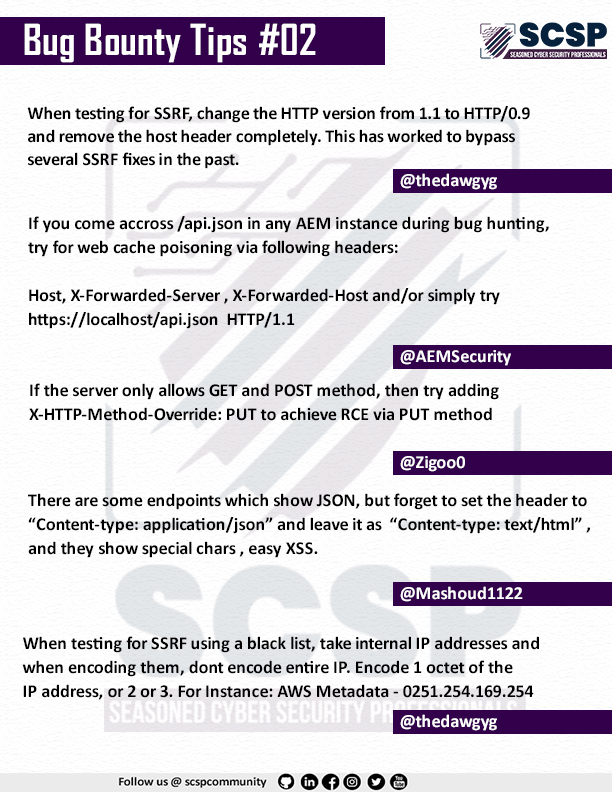 Bug Bounty Tips #02
SCSP
SEASONED CYBER SECURITY PROFESSIONALS
When testing for SSRF, change the HTTP version from 1.1 to HTTP/0.9
and remove the host header completely. This has worked to bypass
several SSRF fixes in the past.
@thedawgyg
If you come accross /api.json in any AEM instance during bug hunting,
try for web cache poisoning via following headers:
Host, X-Forwarded-Server , X-Forwarded-Host and/or simply try
https://localhost/api.json HTTP/1.1
@AEMSecurity
If the server only allows GET and POST method, then try adding
X-HTTP-Method-Override: PUT to achieve RCE via PUT method
@Zigoo0
There are some endpoints which show JSON, but forget to set the header to
“Content-type: application/json” and leave it as “Content-type: text/html” ,
and they show special chars , easy XSS.
@Mashoud1122
When testing for SSRF using a black list, take internal IP addresses and
when encoding them, dont encode entire IP. Encode 1 octet of the
IP address, or 2 or 3. For Instance: AWS Metadata - 0251.254.169.254
SCSP
SEASONED CYBER SECURITY PROFESSIONALS
@thedawgyg
Follow us @ scspcommunity
You
Tube